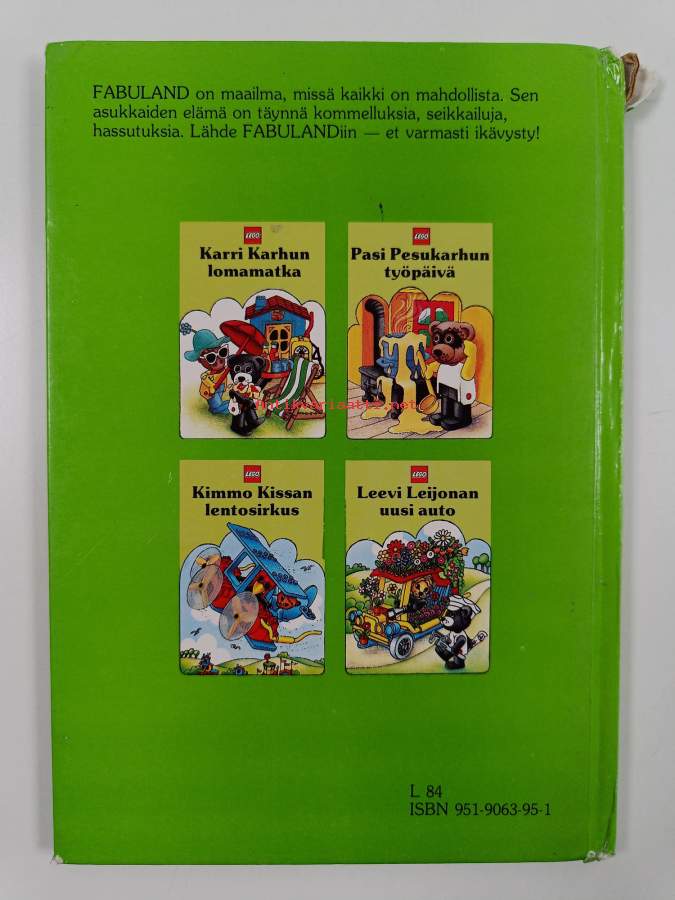 FABULAND on maailma, missä kaikki on mahdollista. Sen
asukkaiden elämä on täynnä kommelluksia, seikkailuja,
hassutuksia. Lähde FABULANDiin — et varmasti ikävysty!
LEGO
Karri Karhun
lomamatka
LEGO
Pasi Pesukarhun
työpäivä
Antikvariaatti.net
LEGO
Kimmo Kissan
lentosirkus
LEGO
Leevi Leijonan
uusi auto
L 84
ISBN 951-9063-95-1